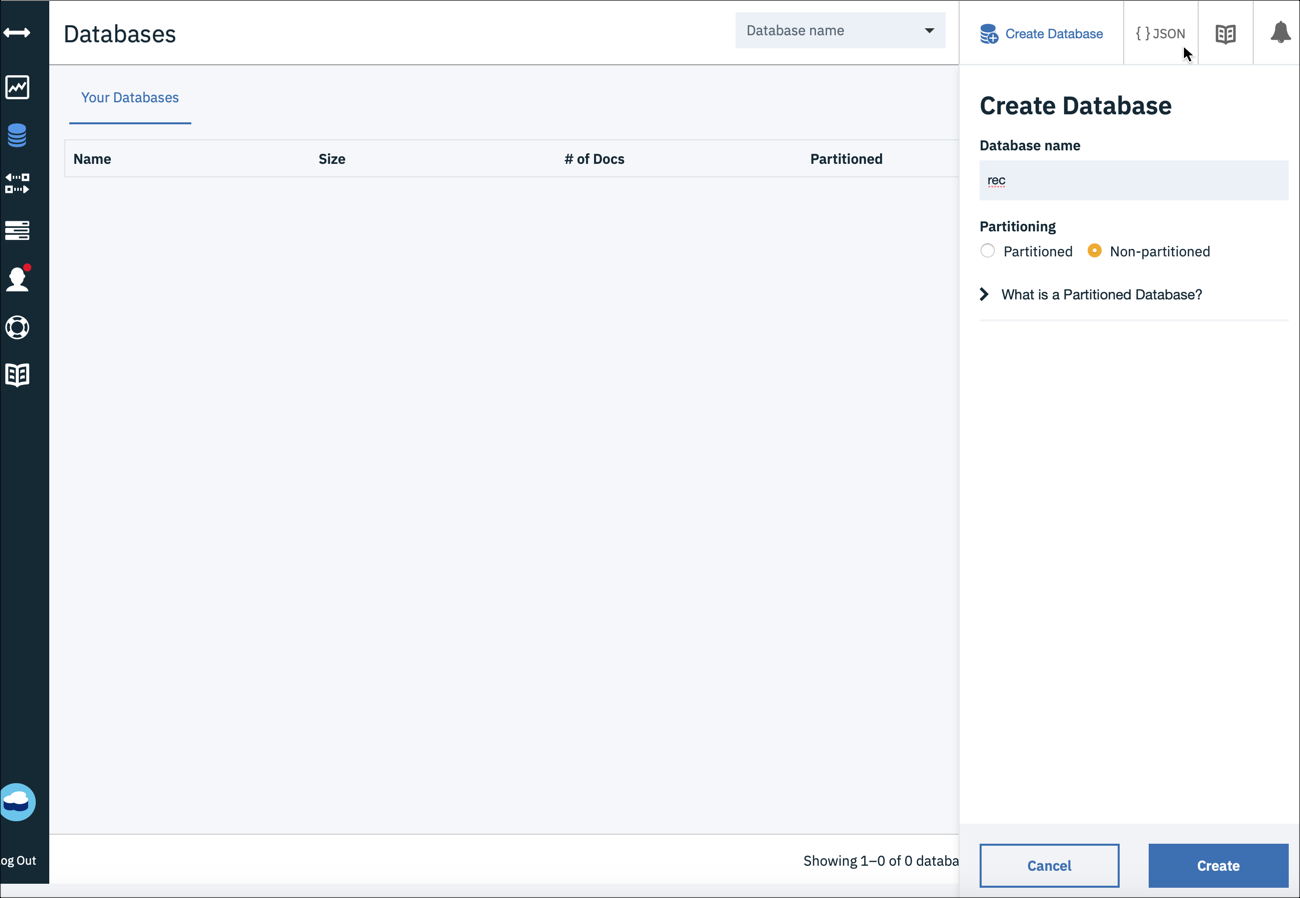 Databases
Database name
Create Database
{ } JSON
Your Databases
Name Size # of Docs Partitioned
Create Database
Database name
rec
Partitioning
Partitioned Non-partitioned
What is a Partitioned Database?
Showing 1–0 of 0 databa
og Out
Cancel
Create